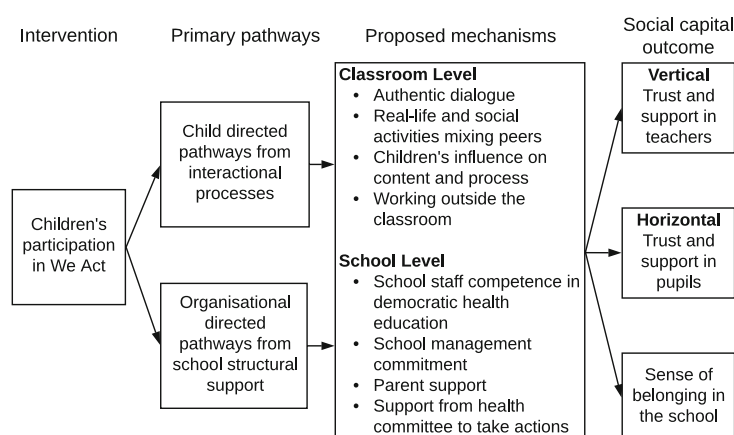 Intervention
Primary pathways
Proposed mechanisms
Social capital
outcome
Children's
participation
in We Act
Child directed
pathways from
interactional
processes
Organisational
directed
pathways from
school structural
support
Classroom Level
• Authentic dialogue
• Real-life and social
activities mixing peers
• Children's influence on
content and process
• Working outside the
classroom
School Level
• School staff competence in
democratic health
education
• School management
commitment
• Parent support
• Support from health
committee to take actions
Vertical
Trust and
support in
teachers
Horizontal
Trust and
support in
pupils
Sense of
belonging in
the school